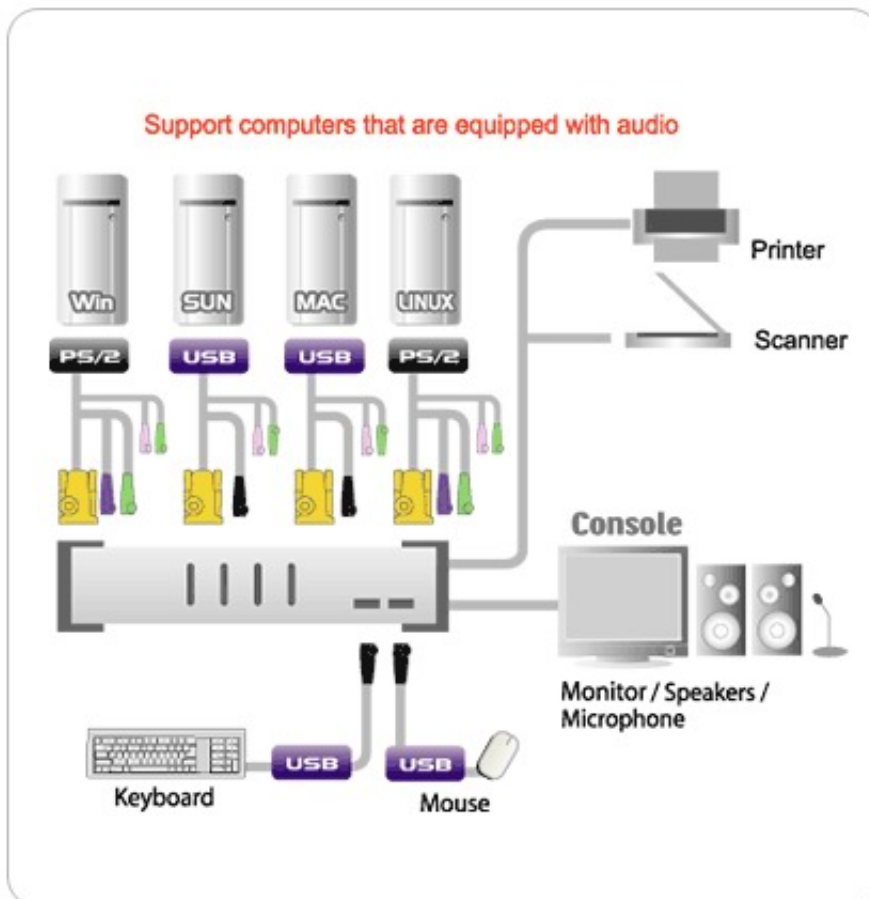 Support computers that are equipped with audio
Win
SUN
MAC
LINUX
PS/2
USB
USB
PS/2
Printer
Scanner
Console
Monitor / Speakers /
Microphone
USB
USB
Keyboard
Mouse